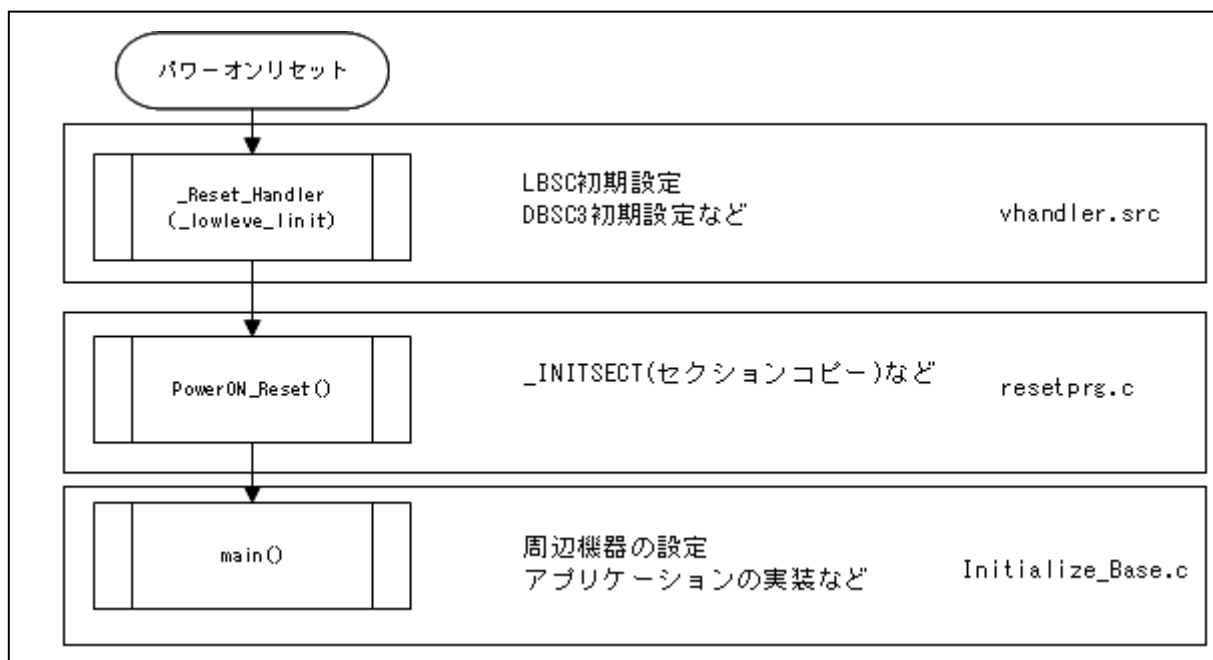 パワーオンリセット
_Reset_Handler
(_lowleve_linit)
LBSC初期設定
DBSC3初期設定など
vhandler.src
PowerON_Reset()
_INITSECT(セクションコピー)など
resetprg.c
main()
周辺機器の設定
アプリケーションの実装など
Initialize_Base.c